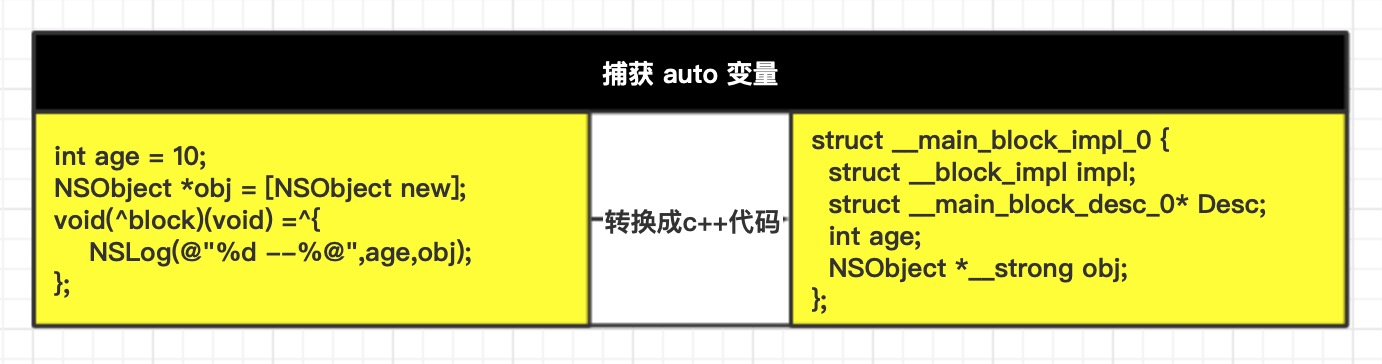 捕获 auto 变量
int age = 10;
NSObject *obj = [NSObject new];
void(^block)(void) =^{
NSLog(@"%d --%@",age,obj);
};
转换成c++代码
struct __main_block_impl_0 {
struct __block_impl impl;
struct __main_block_desc_0* Desc;
int age;
NSObject *__strong obj;
};